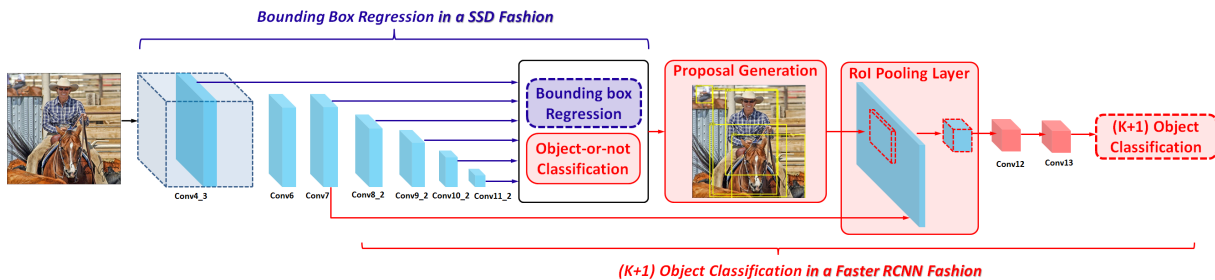 Bounding Box Regression in a SSD Fashion
Bounding box
Regression
Object-or-not
Classification
Proposal Generation
RoI Pooling Layer
(K+1) Object
Classification
Conv4_3
Conv6
Conv7
Conv8_2
Conv9_2
Conv10_2
Conv11_2
Conv12
Conv13
(K+1) Object Classification in a Faster RCNN Fashion